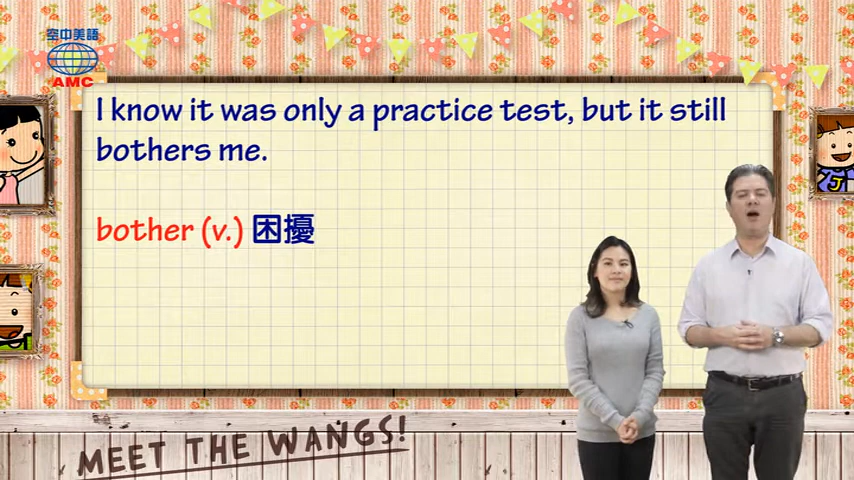 空中美語
AMC
I know it was only a practice test, but it still
bothers me.
bother (v.) 困擾
J
MEET THE WANGS!